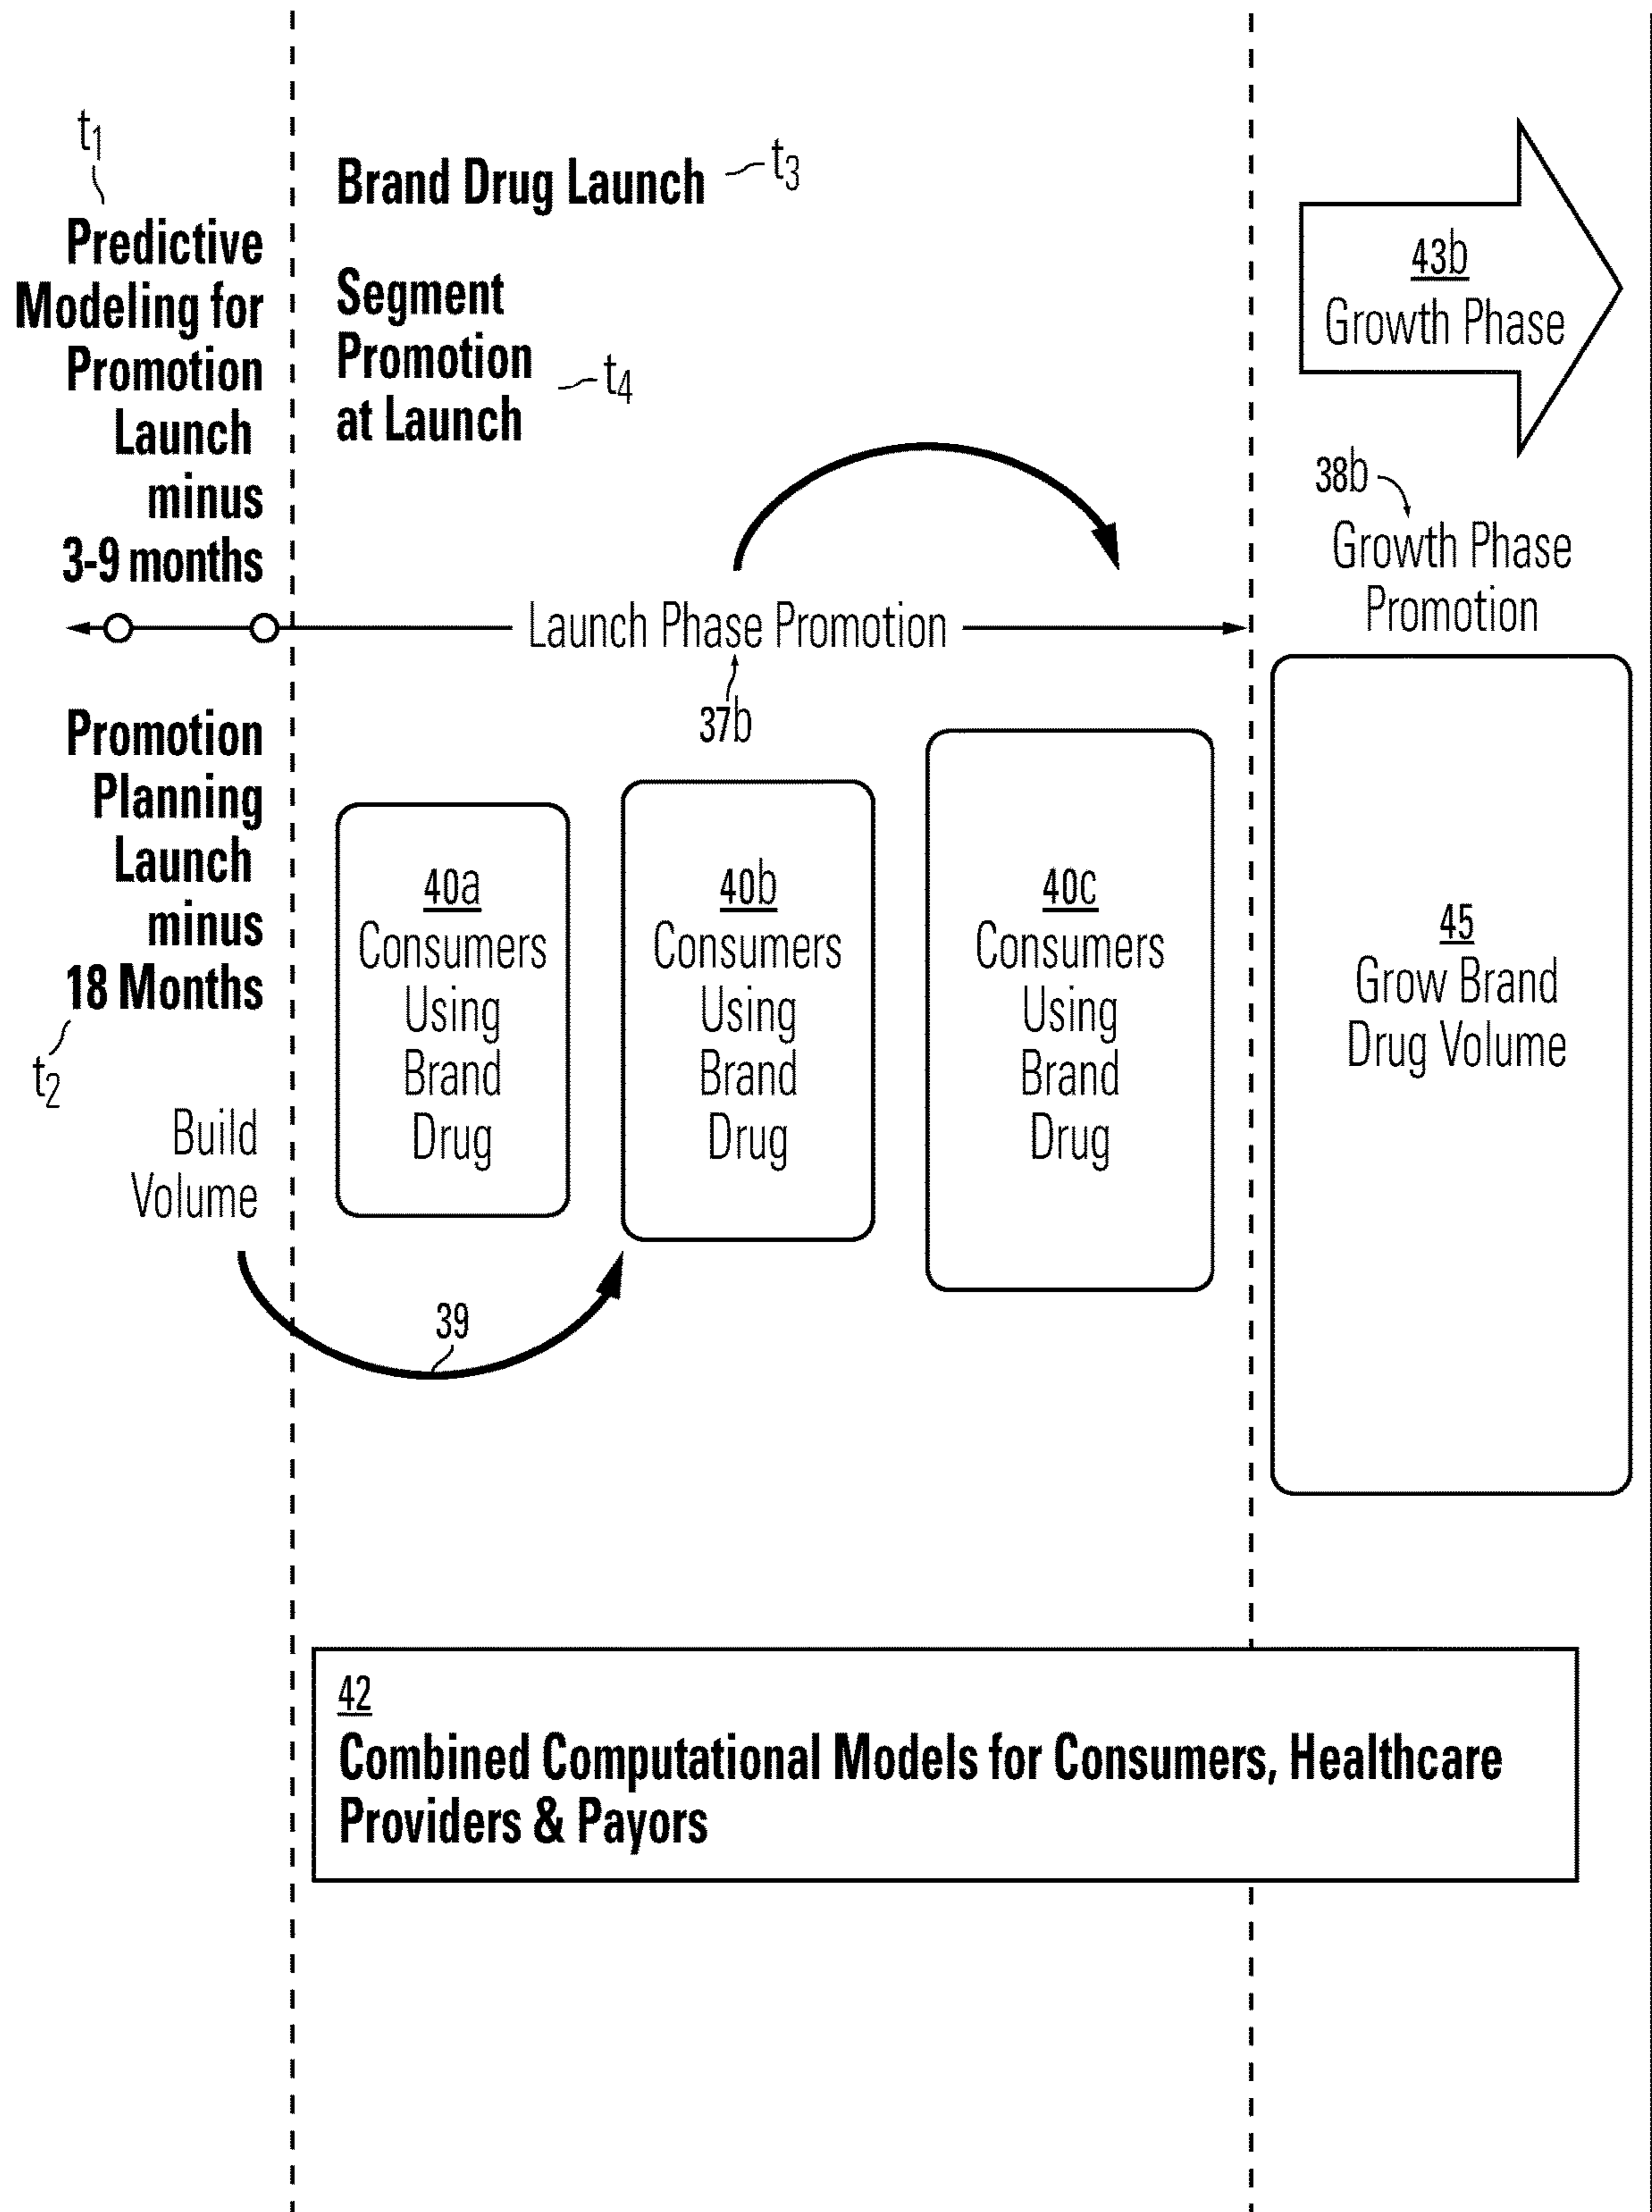 t1
Predictive
Modeling for
Promotion
Launch
minus
3-9 months
Promotion
Planning
Launch
minus
18 Months
t2
Build
Volume
39
Brand Drug Launch
t3
Segment
Promotion
at Launch
t4
Launch Phase Promotion
37b
40a
Consumers
Using
Brand
Drug
40b
Consumers
Using
Brand
Drug
40c
Consumers
Using
Brand
Drug
43b
Growth Phase
38b
Growth Phase
Promotion
45
Grow Brand
Drug Volume
42
Combined Computational Models for Consumers, Healthcare
Providers & Payors